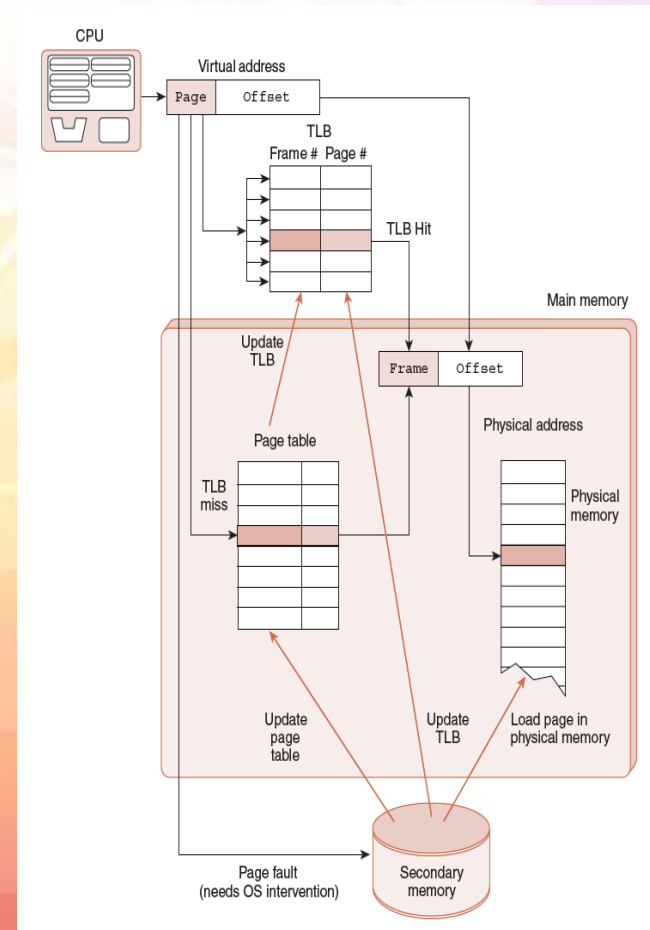 CPU
Virtual address
Page
Offset
TLB
Frame #
Page #
TLB Hit
Main memory
Update
TLB
Frame
Offset
Page table
Physical address
TLB
miss
Physical
memory
Update
page
table
Update
TLB
Load page in
physical memory
Page fault
(needs OS intervention)
Secondary
memory